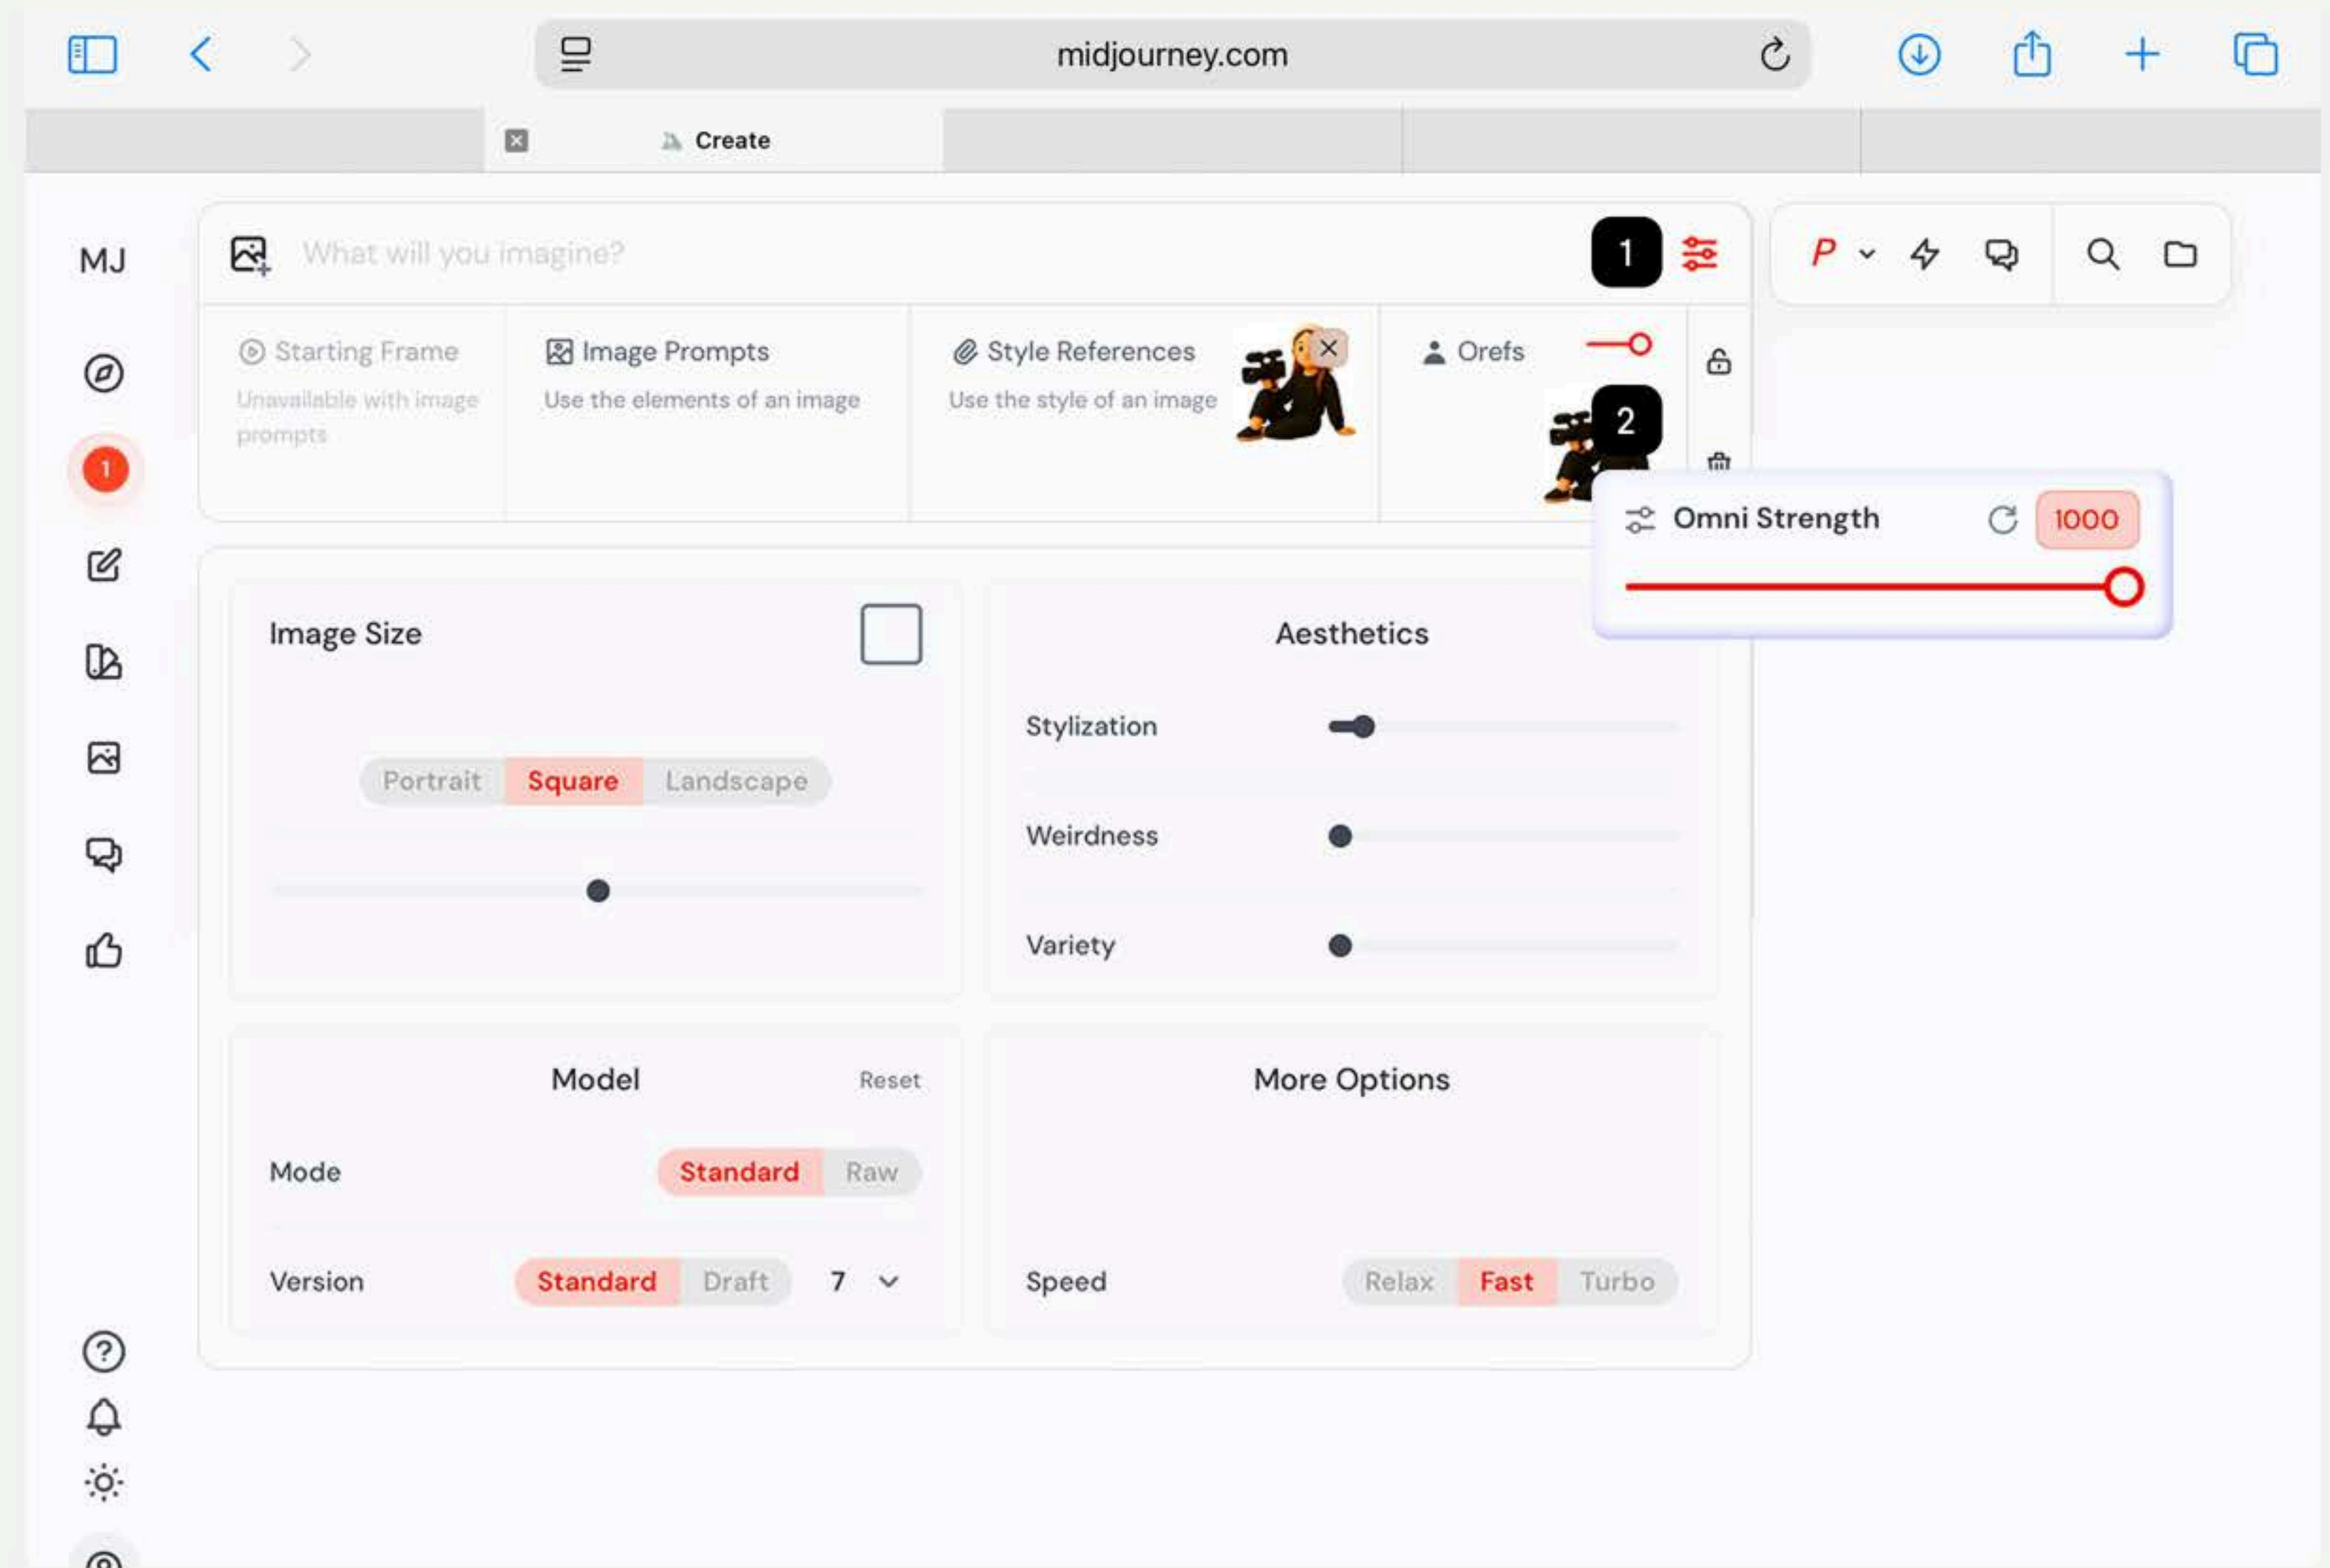 midjourney.com
Create
MJ
What will you imagine?
1
P
Starting Frame
Unavailable with image
prompts
Image Prompts
Use the elements of an image
Style References
Use the style of an image
Orefs
2
1
Omni Strength
1000
Image Size
Portrait
Square
Landscape
Aesthetics
Stylization
Weirdness
Variety
Model
Reset
Mode
Standard
Raw
Version
Standard
Draft
7
More Options
Speed
Relax
Fast
Turbo